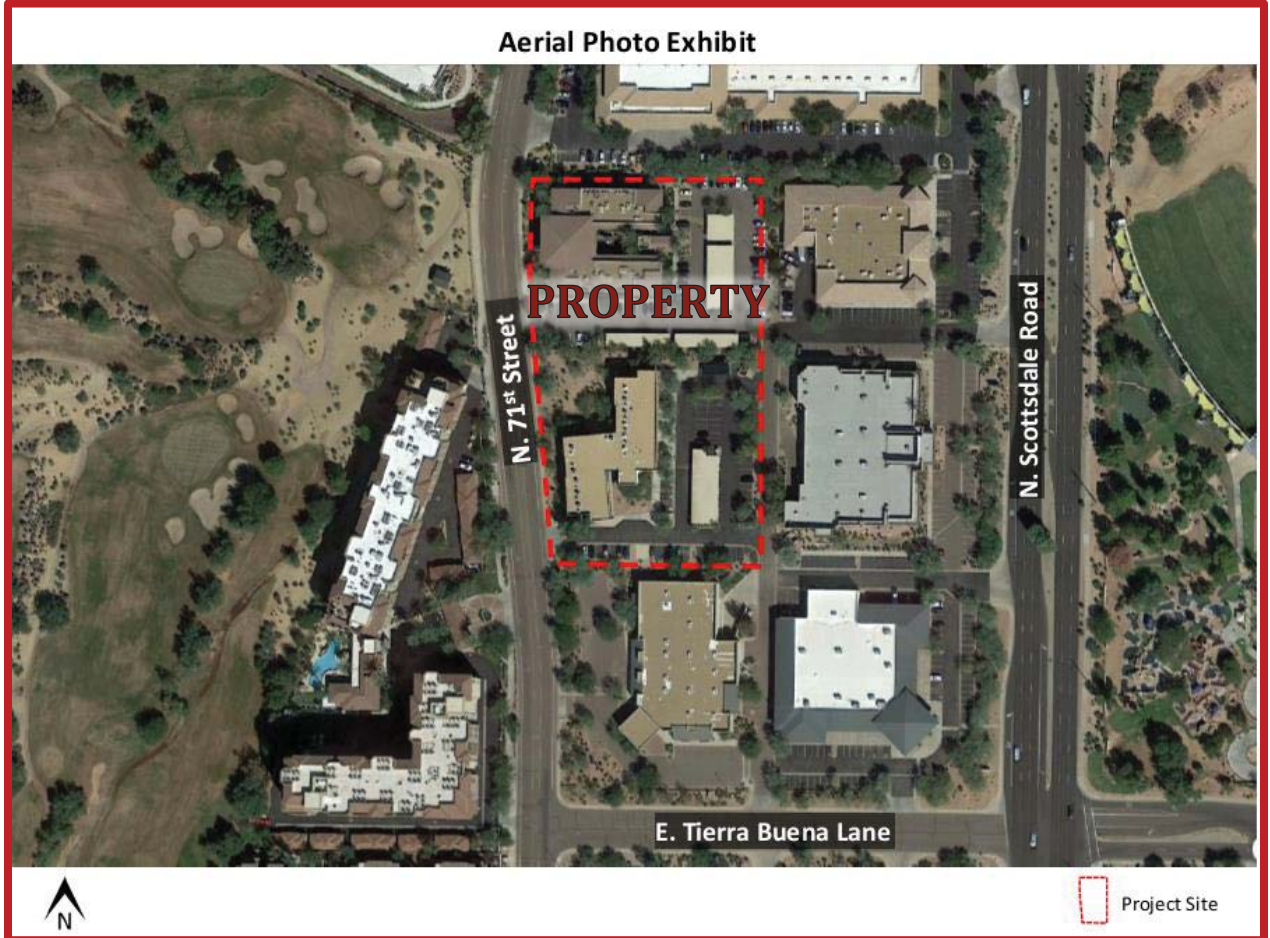 Aerial Photo Exhibit
PROPERTY
N. 71st Street
N. Scottsdale Road
E. Tierra Buena Lane
N
Project Site